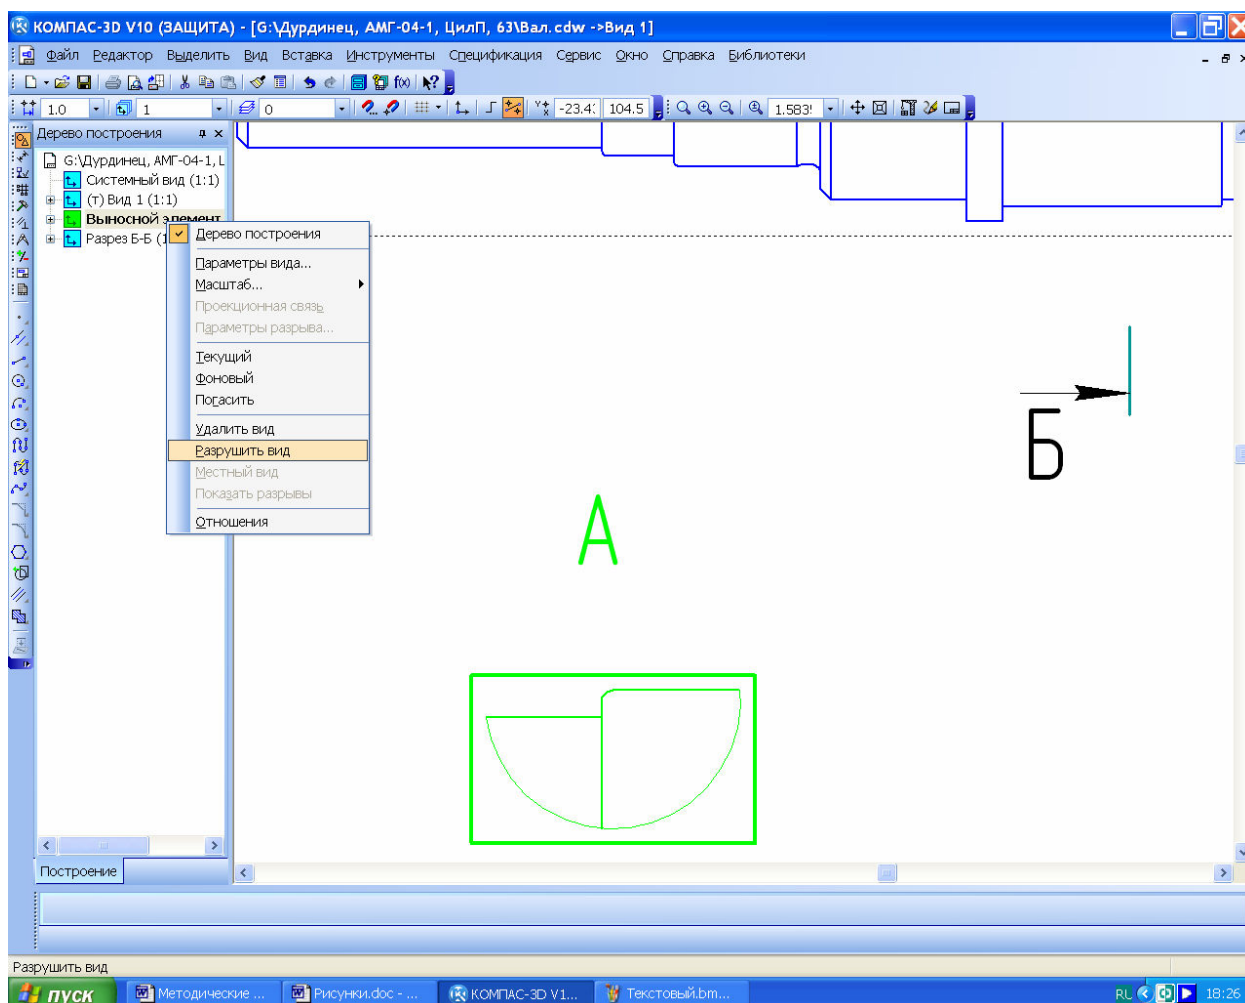 КОМПАС-3D V10 (ЗАЩИТА) - [G:\Дурдинец, АМГ-04-1, ЦилП, 63\Вал.cdw ->Вид 1]
Файл Редактор Выделить Вид Вставка Инструменты Спецификация Сервис Окно Справка Библиотеки
1.0 1 0 -23.4 104.5 1.583
Дерево построения
G:\Дурдинец, АМГ-04-1, L
Системный вид (1:1)
(т) Вид 1 (1:1)
Выносной элемент
Разрез Б-Б (1
Дерево построения
Параметры вида...
Масштаб...
Проекционная связь
Параметры разрыва...
Текущий
Фоновый
Погасить
Удалить вид
Разрушить вид
Местный вид
Показать разрывы
Отношения
Б
А
Построение
Разрушить вид
пуск Методические ... Рисунки.doc - ... КОМПАС-3D V1... Текстовый.bm... RL 18:26